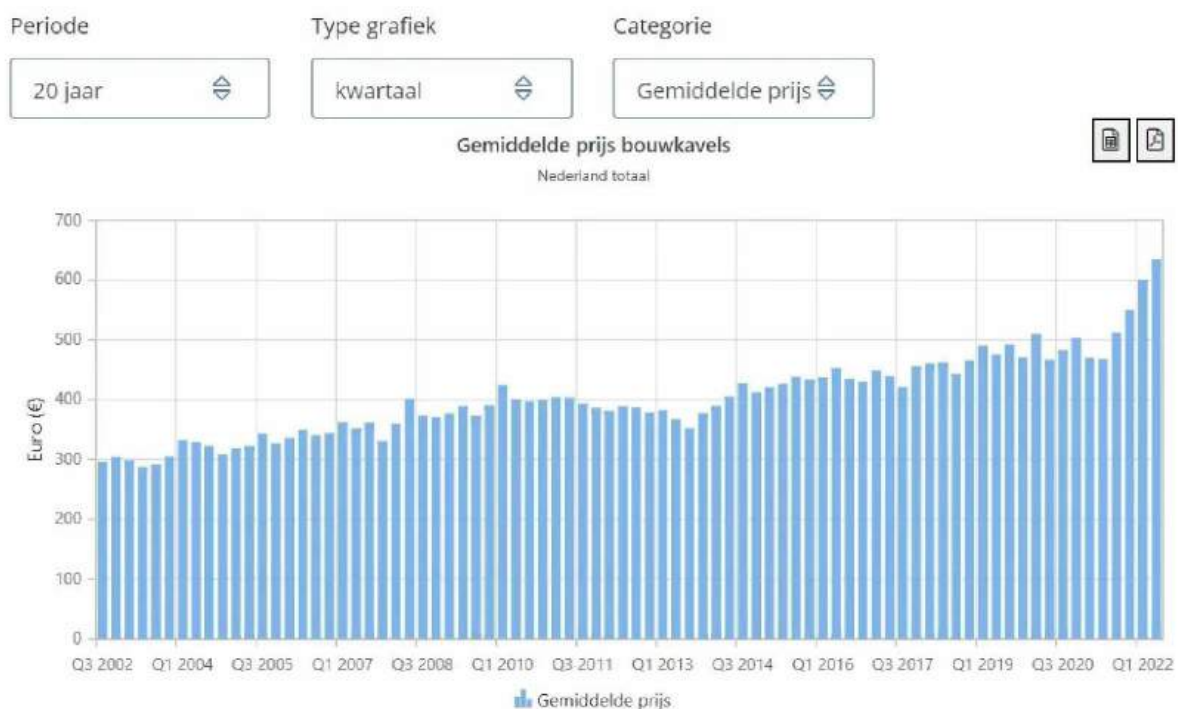 Periode Type grafiek Categorie
20 jaar kwartaal Gemiddelde prijs
Gemiddelde prijs bouwkavels
Nederland totaal
700
600
500
400
300
200
100
0
Euro (€)
Q3 2002 Q1 2004 Q3 2005 Q1 2007 Q3 2008 Q1 2010 Q3 2011 Q1 2013 Q3 2014 Q1 2016 Q3 2017 Q1 2019 Q3 2020 Q1 2022
Gemiddelde prijs